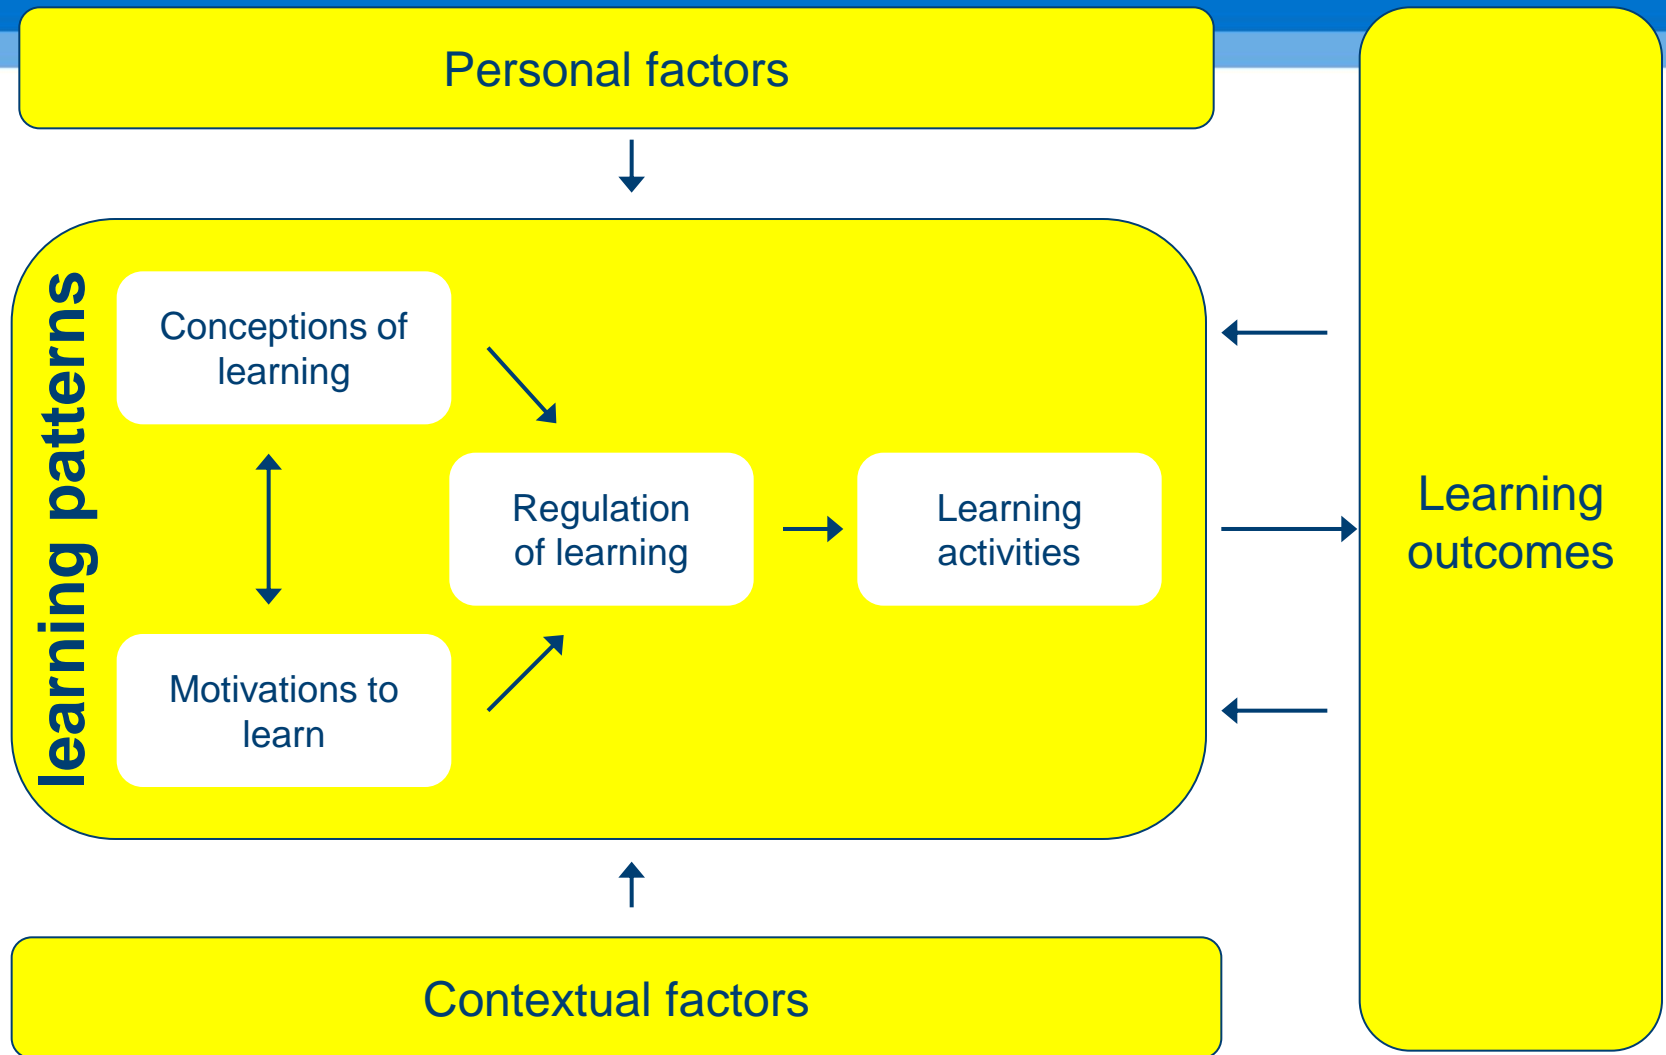 Personal factors
learning patterns
Conceptions of
learning
Regulation
of learning
Learning
activities
Motivations to
learn
Learning
outcomes
Contextual factors